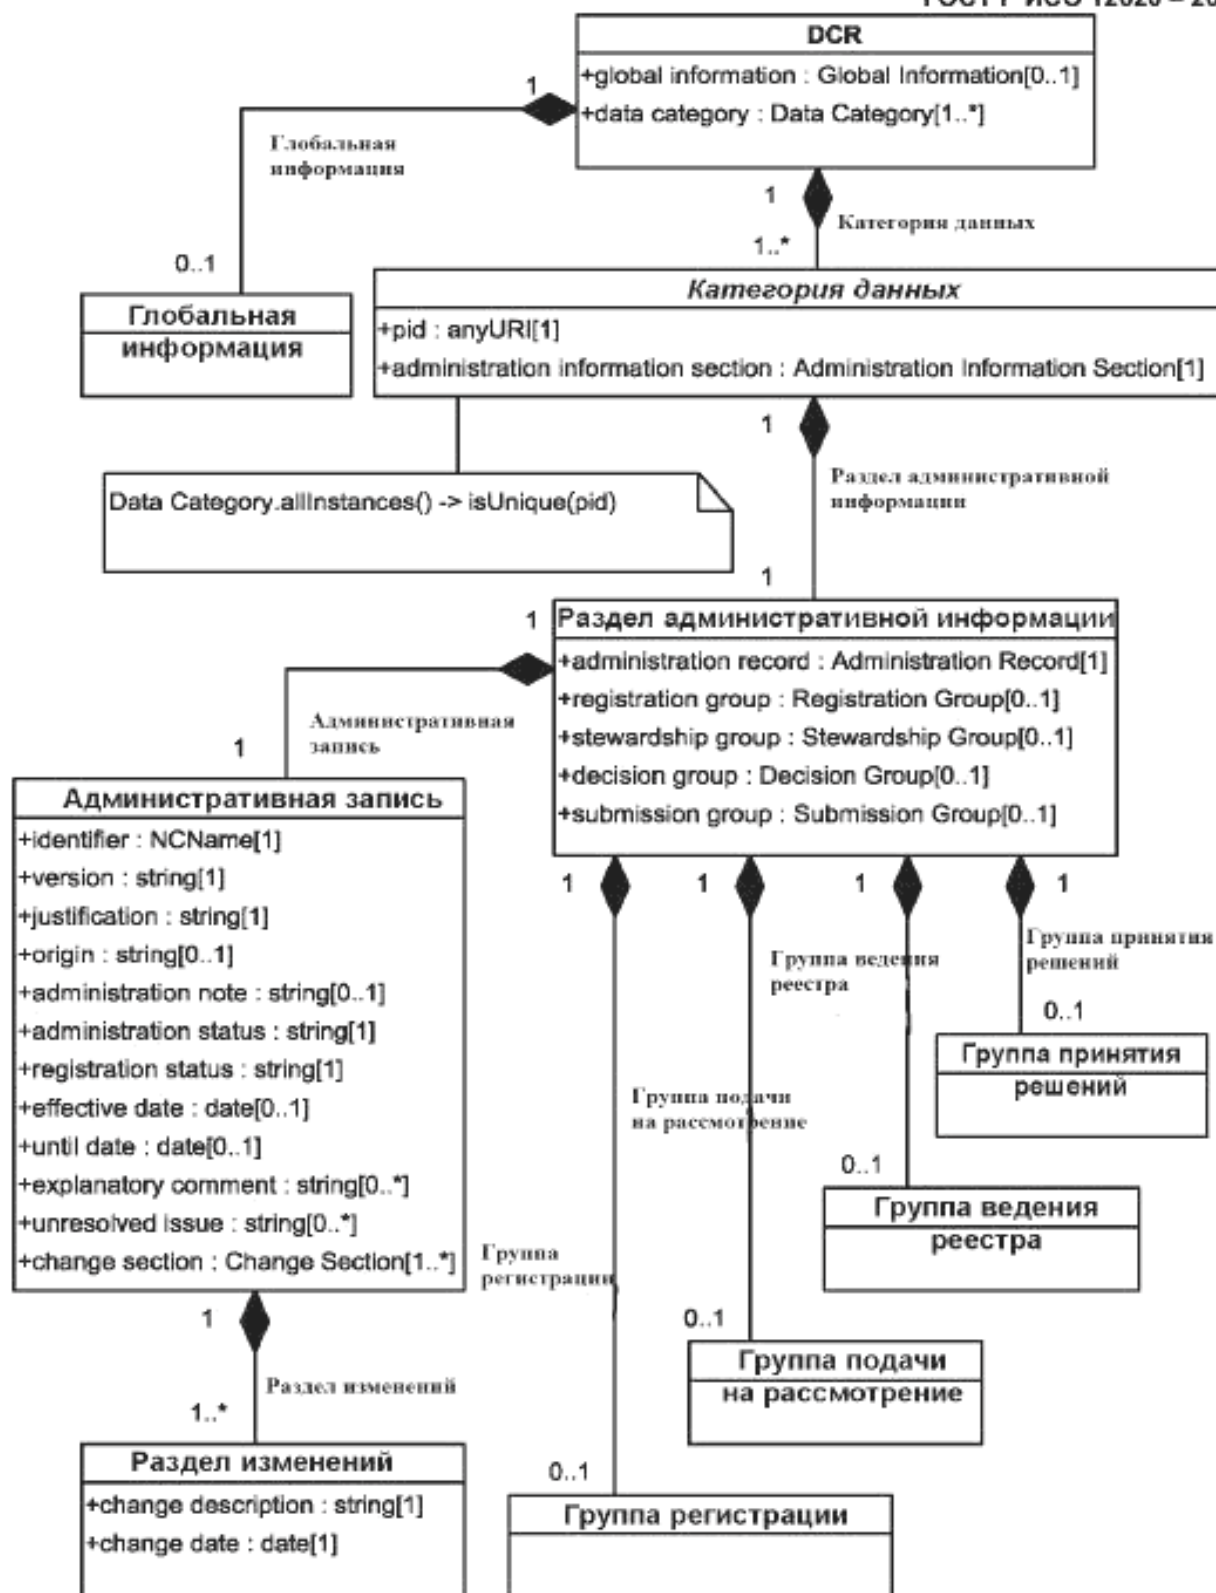 DCR
+global information : Global Information[0..1]
+data category : Data Category[1..*]
1
Глобальная
информация
1
Категория данных
1..*
0..1
Глобальная
информация
Категория данных
+pid : anyURI[1]
+administration information section : Administration Information Section[1]
1
Раздел административной
информации
Data Category.allInstances() -> isUnique(pid)
1
1
Раздел административной информации
+administration record : Administration Record[1]
+registration group : Registration Group[0..1]
+stewardship group : Stewardship Group[0..1]
+decision group : Decision Group[0..1]
+submission group : Submission Group[0..1]
Административная
запись
1
Административная запись
+identifier : NCName[1]
+version : string[1]
+justification : string[1]
+origin : string[0..1]
+administration note : string[0..1]
+administration status : string[1]
+registration status : string[1]
+effective date : date[0..1]
+until date : date[0..1]
+explanatory comment : string[0..*]
+unresolved issue : string[0..*]
+change section : Change Section[1..*]
1
1
1
1
Группа принятия
решений
Группа ведения
реестра
0..1
Группа принятия
решений
Группа подачи
на рассмотрение
0..1
Группа ведения
реестра
Группа
регистрации
0..1
Группа подачи
на рассмотрение
1
Раздел изменений
1..*
Раздел изменений
+change description : string[1]
+change date : date[1]
0..1
Группа регистрации